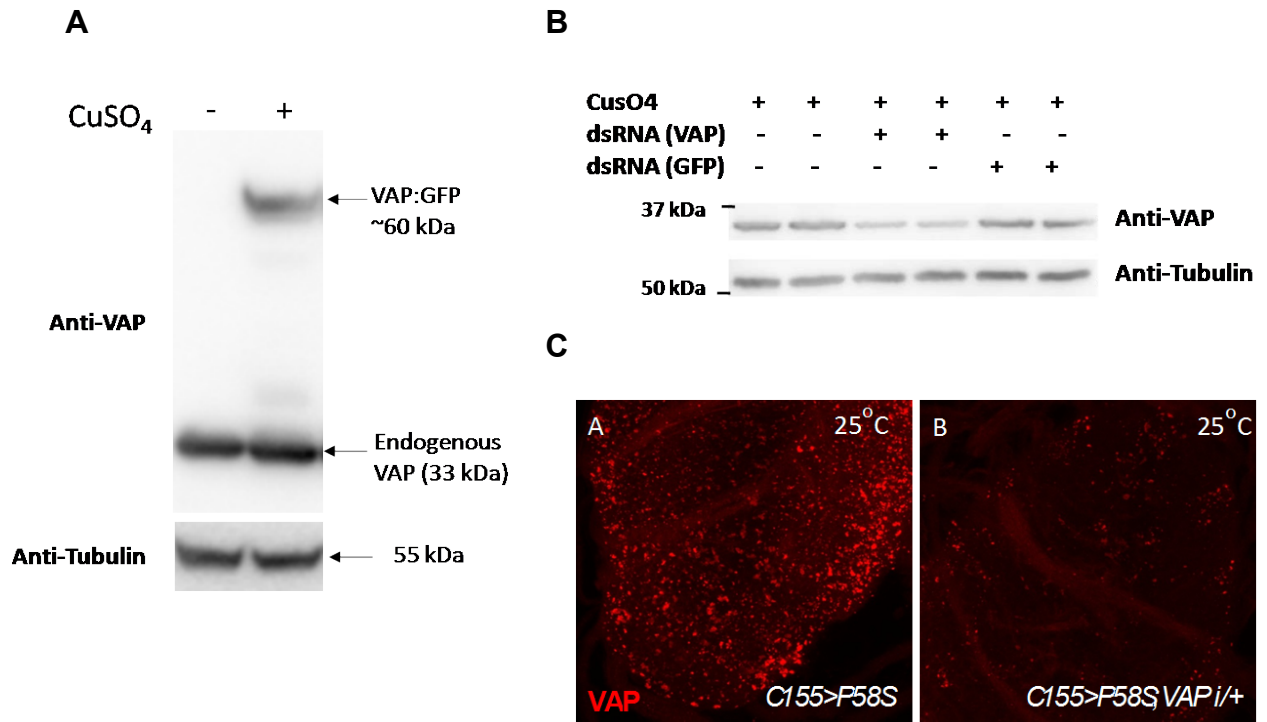 A
CuSO4 - +
VAP:GFP
~60 kDa
Anti-VAP
Endogenous
VAP (33 kDa)
Anti-Tubulin
55 kDa
B
CusO4 + + + + + +
dsRNA (VAP) - - + + - -
dsRNA (GFP) - - - - + +
37 kDa
Anti-VAP
Anti-Tubulin
50 kDa
C
A 25°C
VAP C155>P58S
B 25°C
C155>P58S,VAP i/+